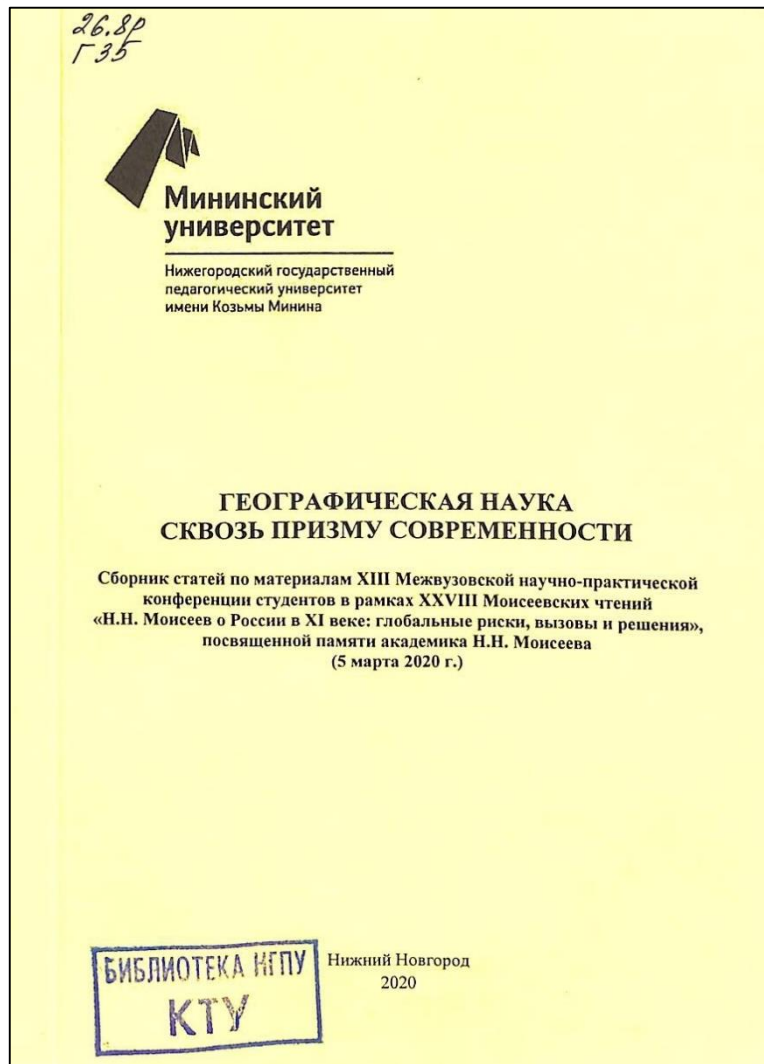 26.8р
Г35
Мининский
университет
Нижегородский государственный
педагогический университет
имени Козьмы Минина
ГЕОГРАФИЧЕСКАЯ НАУКА
СКВОЗЬ ПРИЗМУ СОВРЕМЕННОСТИ
Сборник статей по материалам XIII Межвузовской научно-практической
конференции студентов в рамках XXVIII Моисеевских чтений
«Н.Н. Моисеев о России в XI веке: глобальные риски, вызовы и решения»,
посвященной памяти академика Н.Н. Моисеева
(5 марта 2020 г.)
БИБЛИОТЕКА НГПУ
КТУ
Нижний Новгород
2020